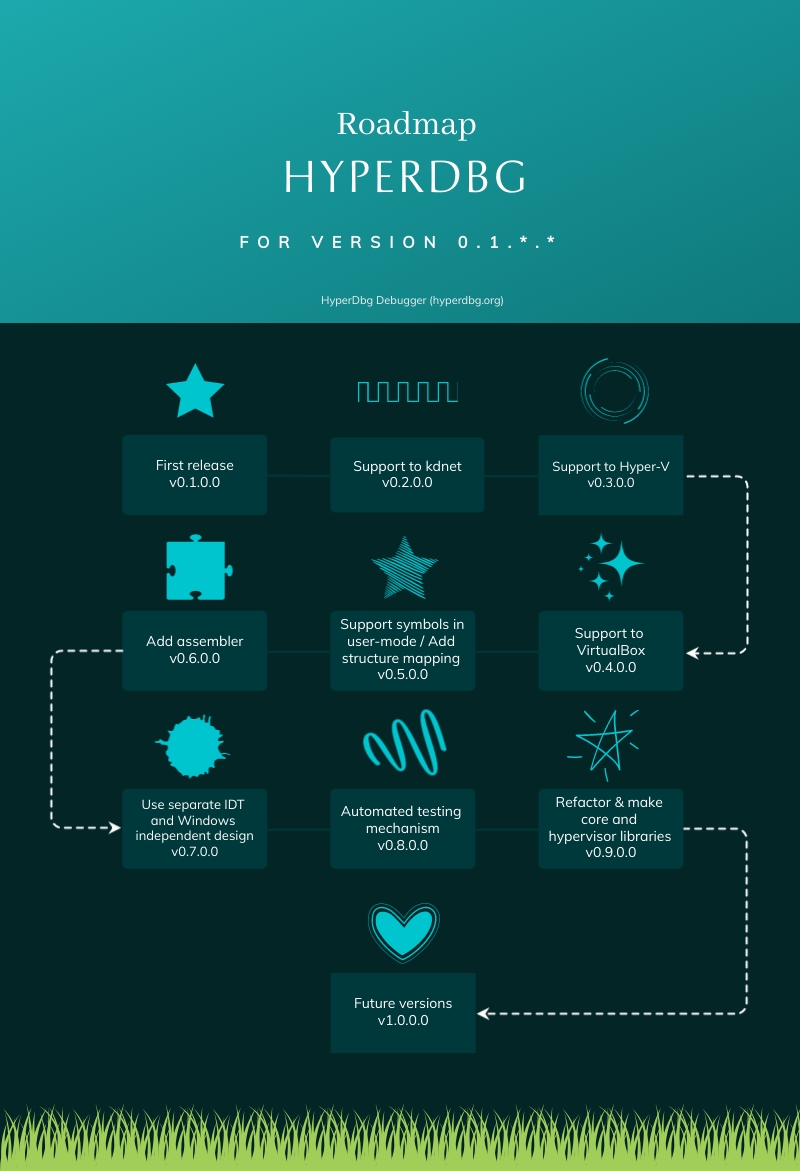 Roadmap
HYPERDBG
FOR VERSION 0.1.*.*
HyperDbg Debugger (hyperdbg.org)
First release
v0.1.0.0
Support to kdnet
v0.2.0.0
Support to Hyper-V
v0.3.0.0
Support to
VirtualBox
v0.4.0.0
Support symbols in
user-mode / Add
structure mapping
v0.5.0.0
Add assembler
v0.6.0.0
Use separate IDT
and Windows
independent design
v0.7.0.0
Automated testing
mechanism
v0.8.0.0
Refactor & make
core and
hypervisor libraries
v0.9.0.0
Future versions
v1.0.0.0